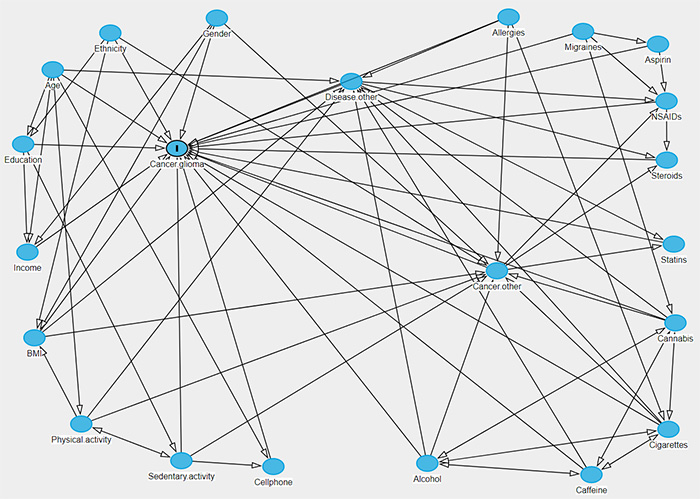 Gender
Allergies
Ethnicity
Migraines
Aspirin
Age
Disease.other
NSAIDs
Education
Cancer.glioma
Steroids
Income
Statins
Cancer.other
BMI
Cannabis
Physical.activity
Cigarettes
Sedentary.activity
Cellphone
Alcohol
Caffeine